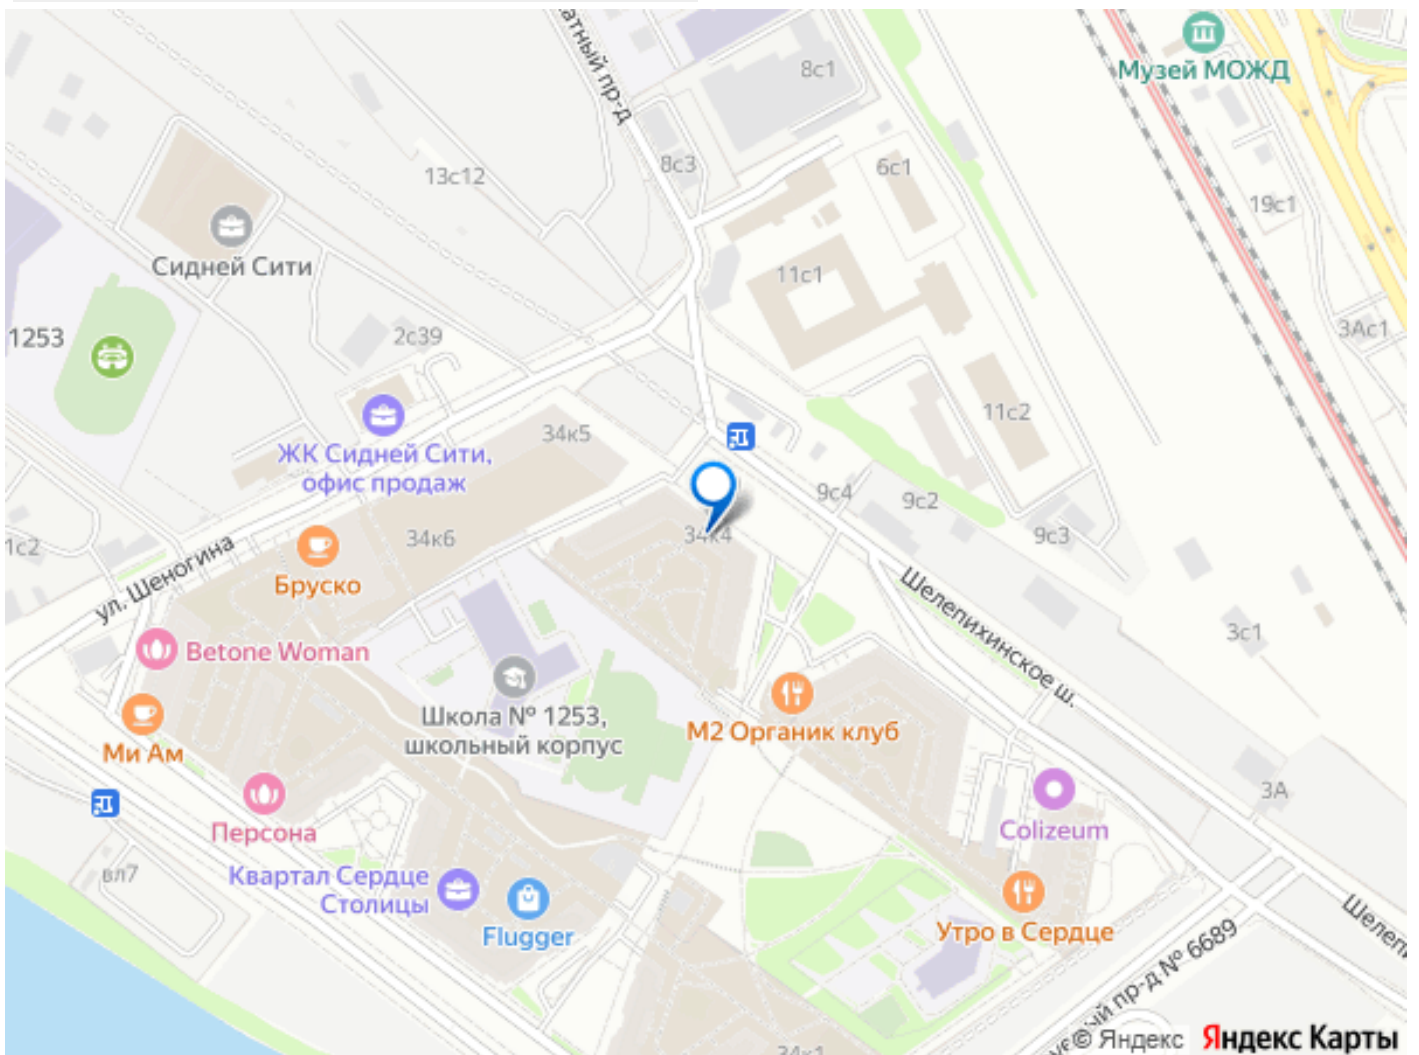 атный пр-д
8с1
Музей МОЖД
8с3
6с1
13с12
19с1
Сидней Сити
11с1
1253
2с39
3Ас1
11с2
34к5
ЖК Сидней Сити,
офис продаж
9с4
9с2
34к4
9с3
34к6
1с2
ул. Шеногина
Бруско
Шелепихинское ш.
3с1
Betone Woman
Школа № 1253,
школьный корпус
М2 Органик клуб
Ми Ам
3А
Персона
Colizeum
вл7
Квартал Сердце
Столицы
Flugger
Утро в Сердце
Шелепи
ый пр-д № 6689
34к1
© Яндекс Яндекс Карты